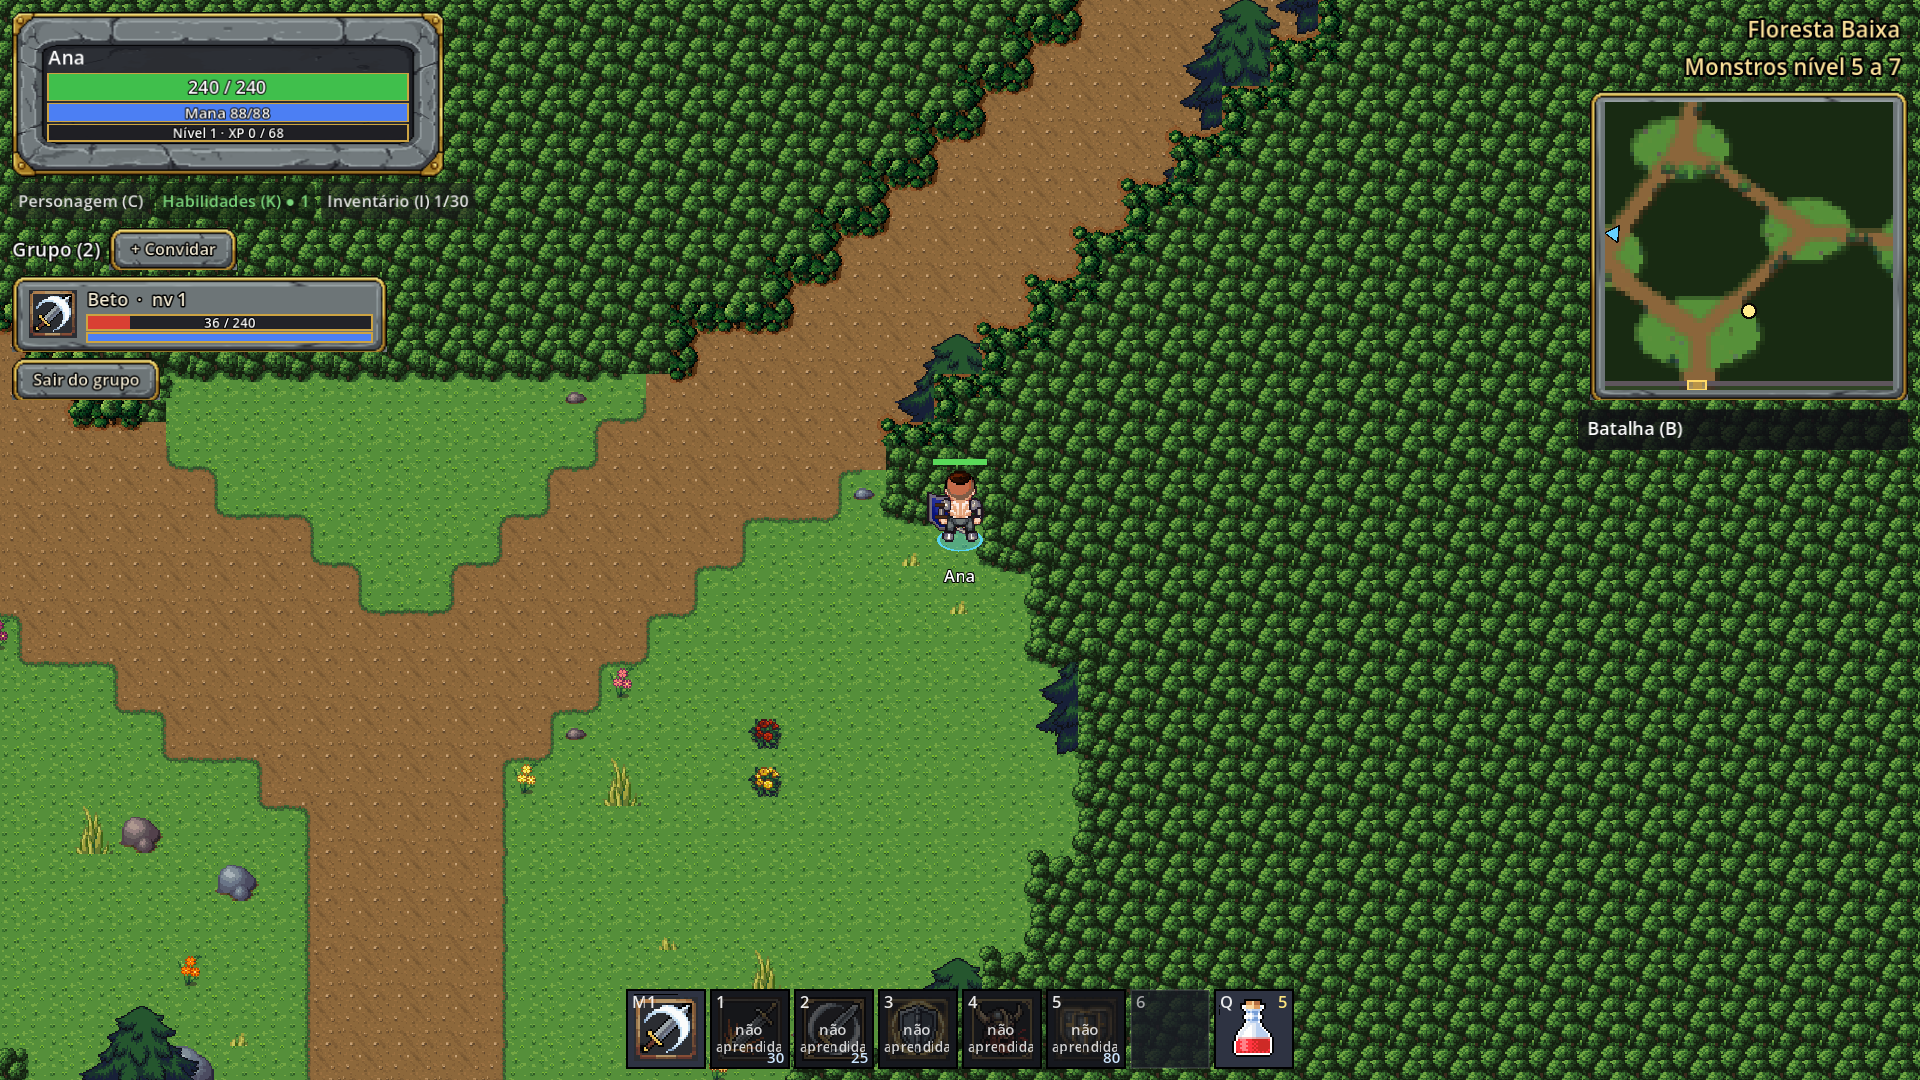 Ana
240 / 240
Mana 88/88
Nível 1 · XP 0 / 68
Personagem (C)
Habilidades (K) ● 1
Inventário (I) 1/30
Grupo (2)
+ Convidar
Beto · nv 1
36 / 240
Sair do grupo
Floresta Baixa
Monstros nível 5 a 7
Batalha (B)
Ana
M1
1
não
aprendida
30
2
não
aprendida
25
3
não
aprendida
4
não
aprendida
5
não
aprendida
80
6
Q
5